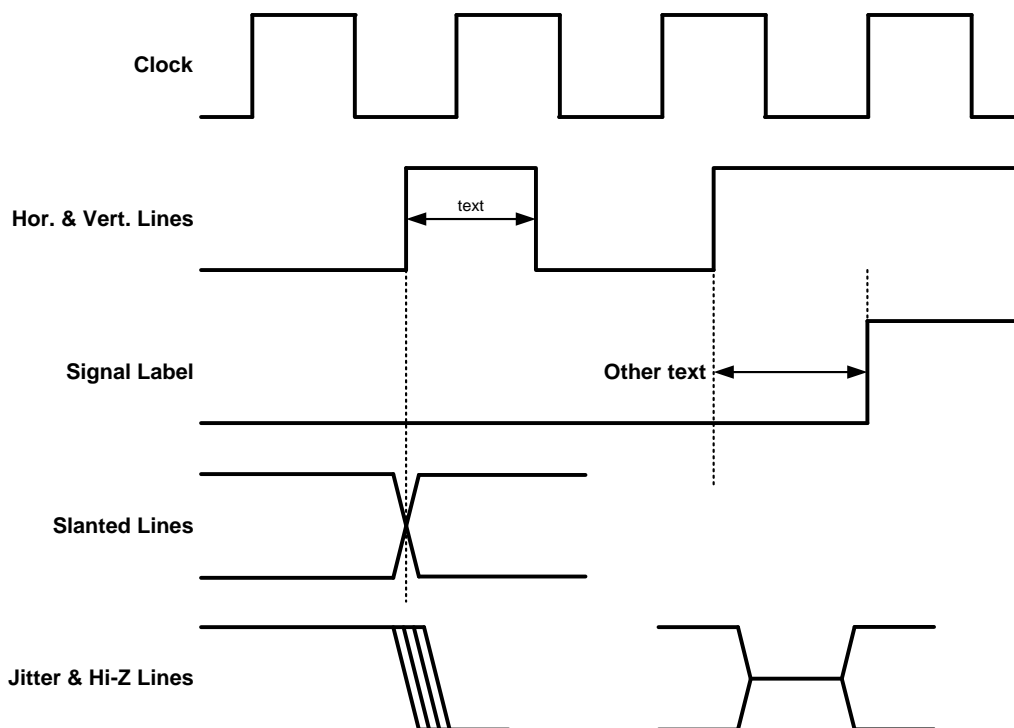 Clock
Hor. & Vert. Lines
text
Signal Label
Other text
Slanted Lines
Jitter & Hi-Z Lines